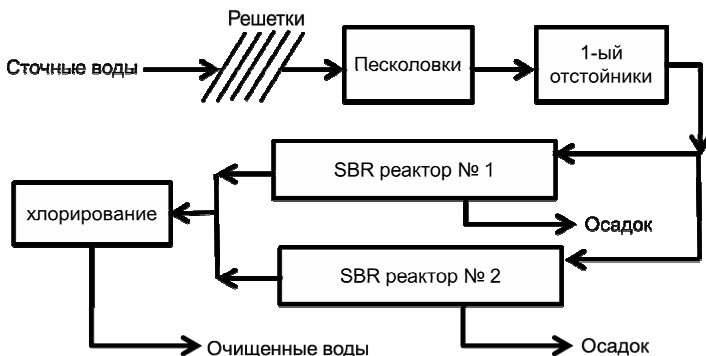 Решетки
Сточные воды
Песколовки
1-ый
отстойники
SBR реактор № 1
хлорирование
Осадок
SBR реактор № 2
Очищенные воды
Осадок